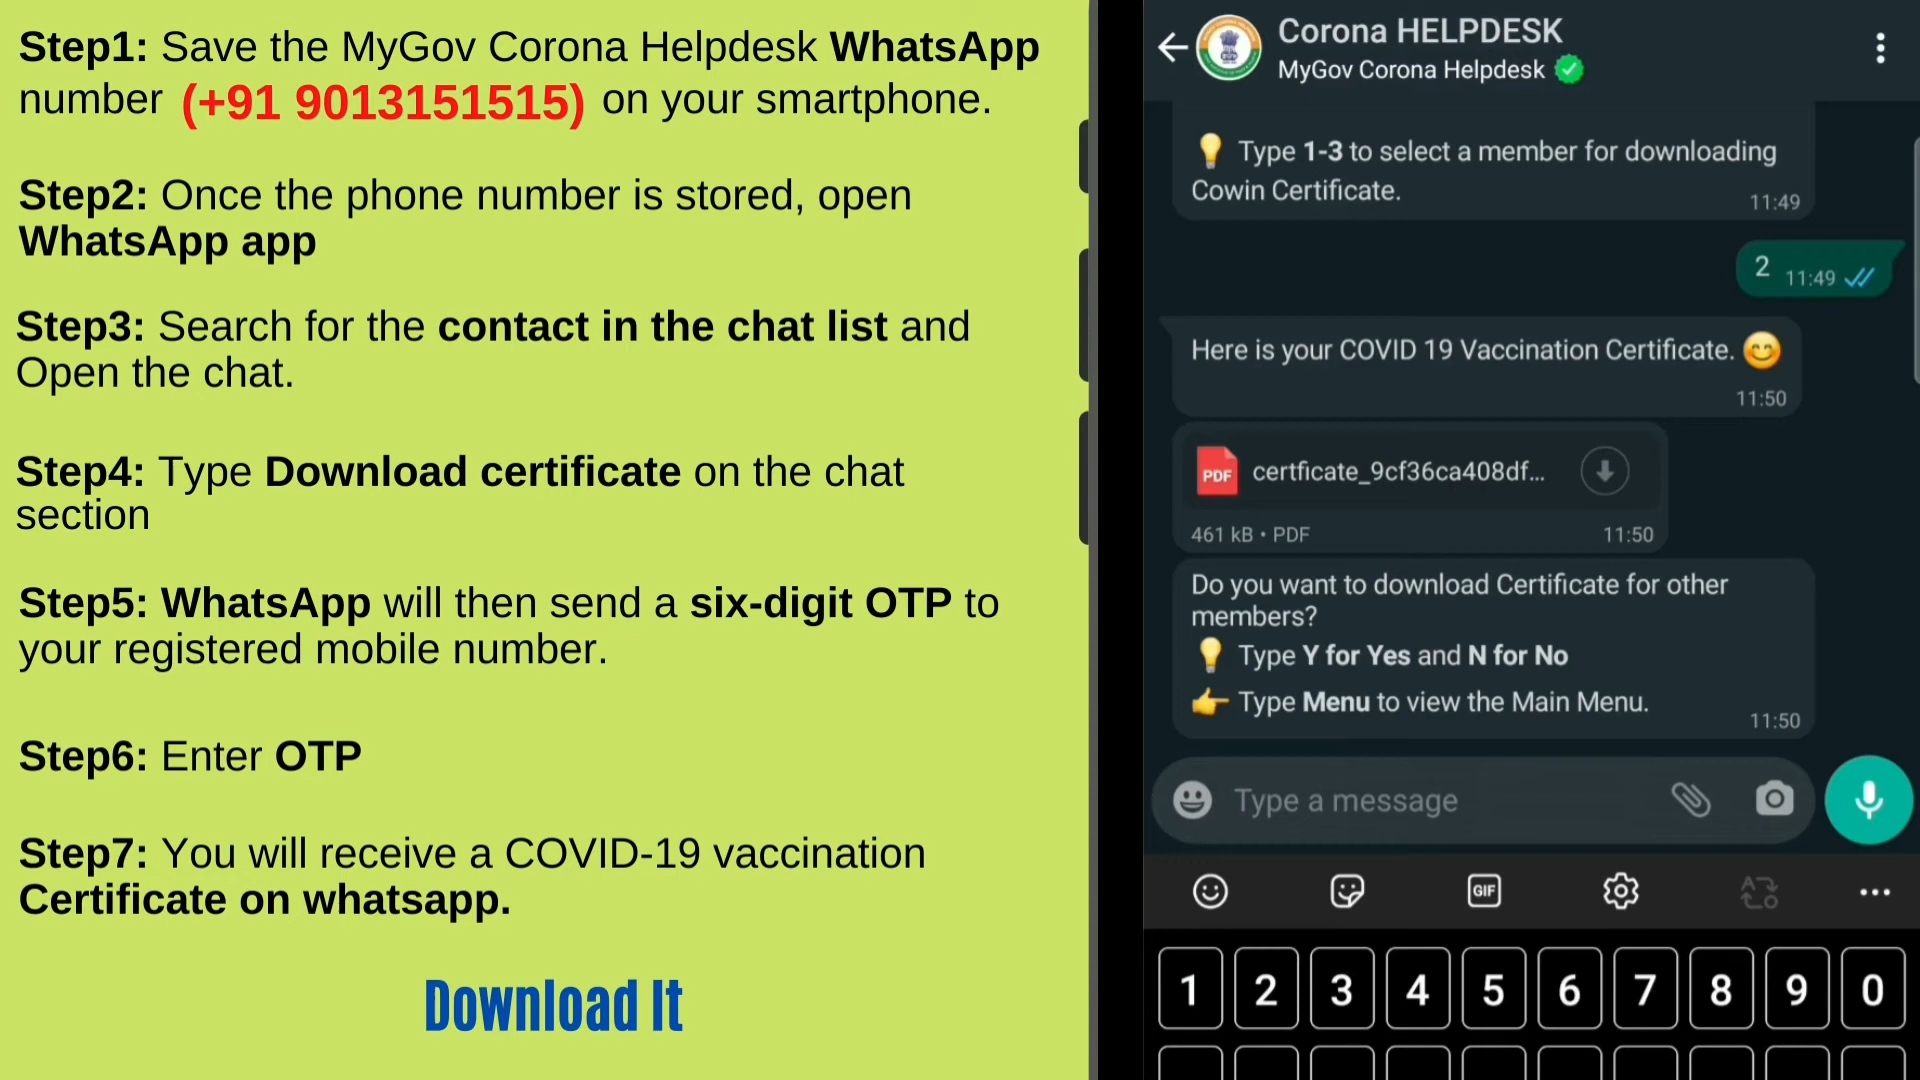 Step1: Save the MyGov Corona Helpdesk WhatsApp
number (+91 9013151515) on your smartphone.
Step2: Once the phone number is stored, open
WhatsApp app
Step3: Search for the contact in the chat list and
Open the chat.
Step4: Type Download certificate on the chat
section
Step5: WhatsApp will then send a six-digit OTP to
your registered mobile number.
Step6: Enter OTP
Step7: You will receive a COVID-19 vaccination
Certificate on whatsapp.
Download It
Corona HELPDESK
MyGov Corona Helpdesk
💡 Type 1-3 to select a member for downloading
Cowin Certificate.
11:49
2 11:49
Here is your COVID 19 Vaccination Certificate. 😊
11:50
PDF certficate_9cf36ca408df...
461 kB • PDF 11:50
Do you want to download Certificate for other
members?
💡 Type Y for Yes and N for No
👉 Type Menu to view the Main Menu.
11:50
Type a message
GIF
1 2 3 4 5 6 7 8 9 0